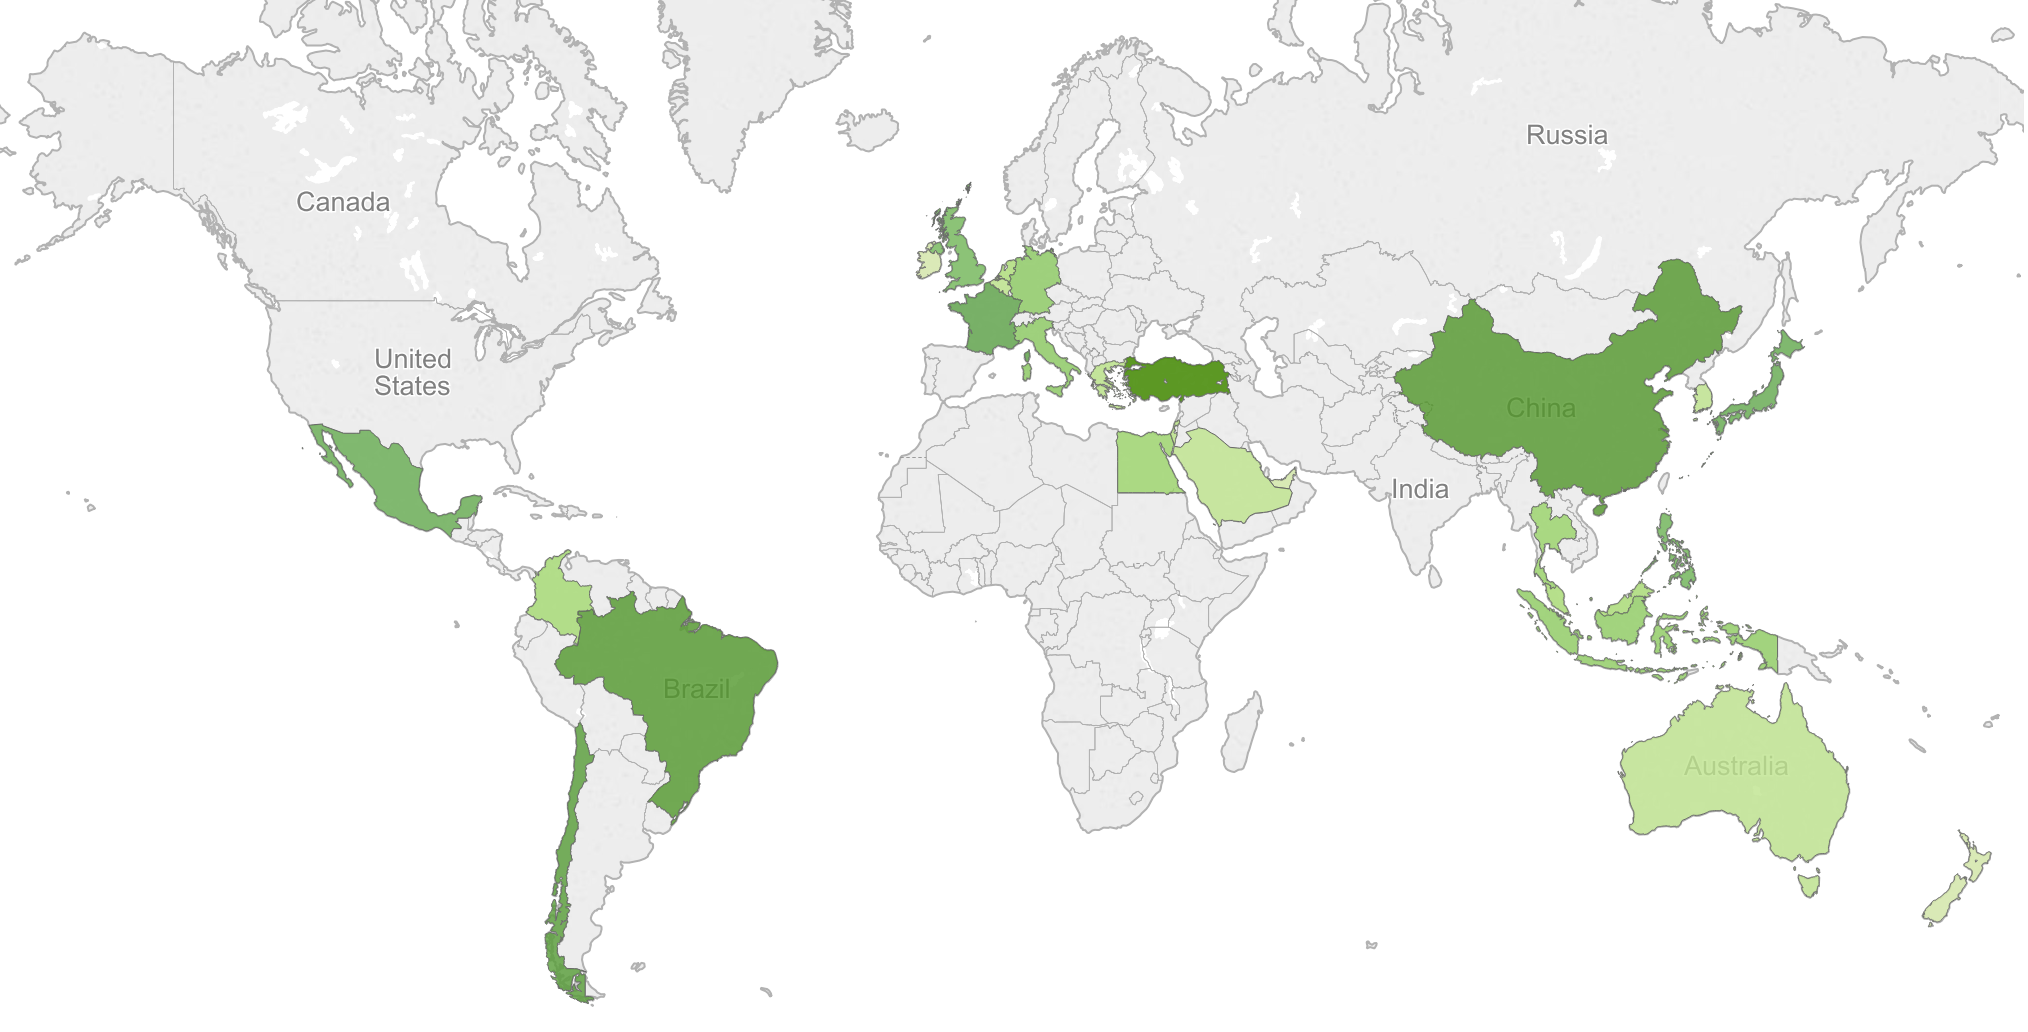 Russia
Canada
United
States
China
India
Brazil
Australia